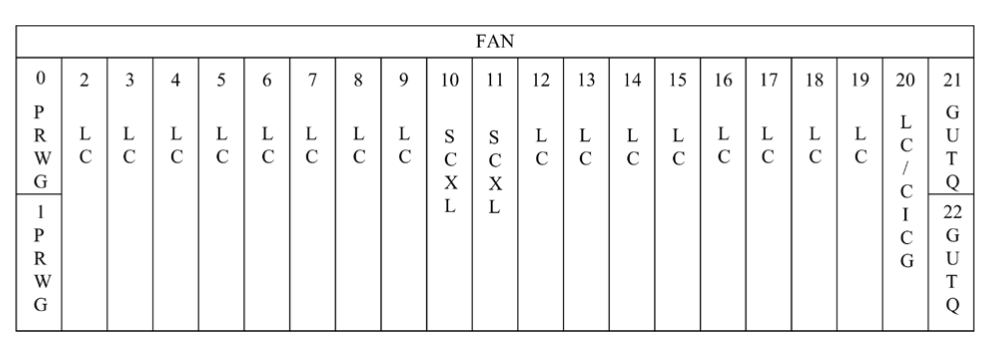 FAN
0 2 3 4 5 6 7 8 9 10 11 12 13 14 15 16 17 18 19 20 21
PRWG LC LC LC LC LC LC LC LC SCXL SCXL LC LC LC LC LC LC LC LC LC/CICG GUTQ
1 22
PRWG GUTQ